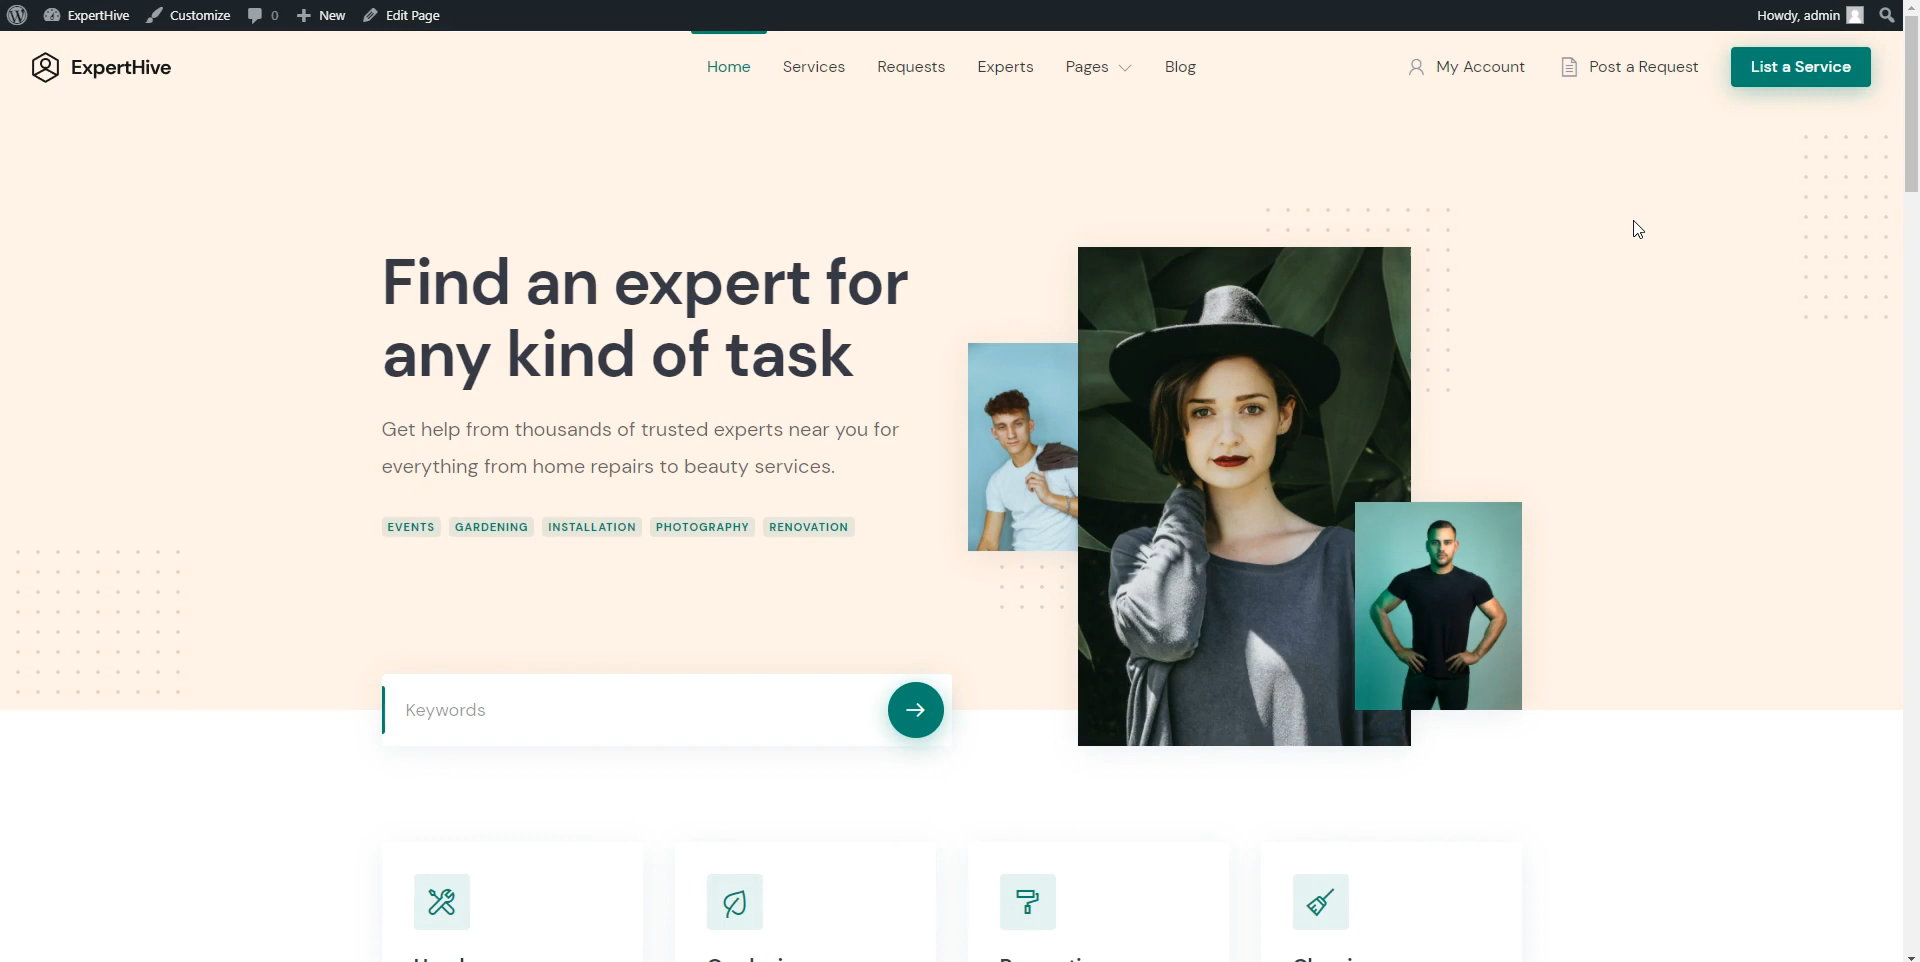 ExpertHive Customize 0 New Edit Page Howdy, admin
ExpertHive Home Services Requests Experts Pages Blog My Account Post a Request List a Service
Find an expert for
any kind of task
Get help from thousands of trusted experts near you for
everything from home repairs to beauty services.
EVENTS GARDENING INSTALLATION PHOTOGRAPHY RENOVATION
Keywords